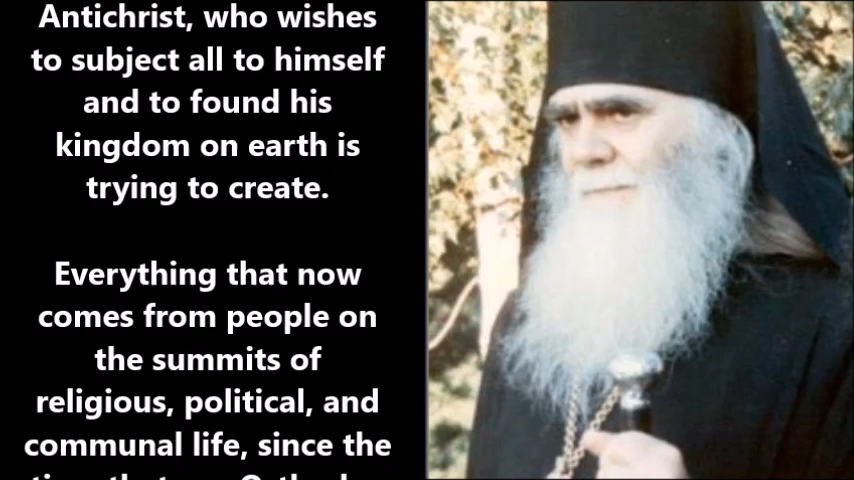 Antichrist, who wishes
to subject all to himself
and to found his
kingdom on earth is
trying to create.
Everything that now
comes from people on
the summits of
religious, political, and
communal life, since the